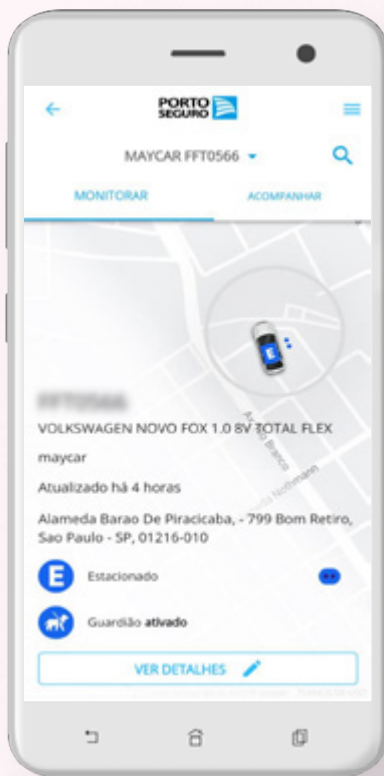 PORTO
SEGURO
MAYCAR FFT0566
MONITORAR
ACOMPANHAR
E
VOLKSWAGEN NOVO FOX 1.0 8V TOTAL FLEX
maycar
Atualizado há 4 horas
Alameda Barao De Piracicaba, - 799 Bom Retiro,
Sao Paulo - SP, 01216-010
E
Estacionado
Guardião ativado
VER DETALHES